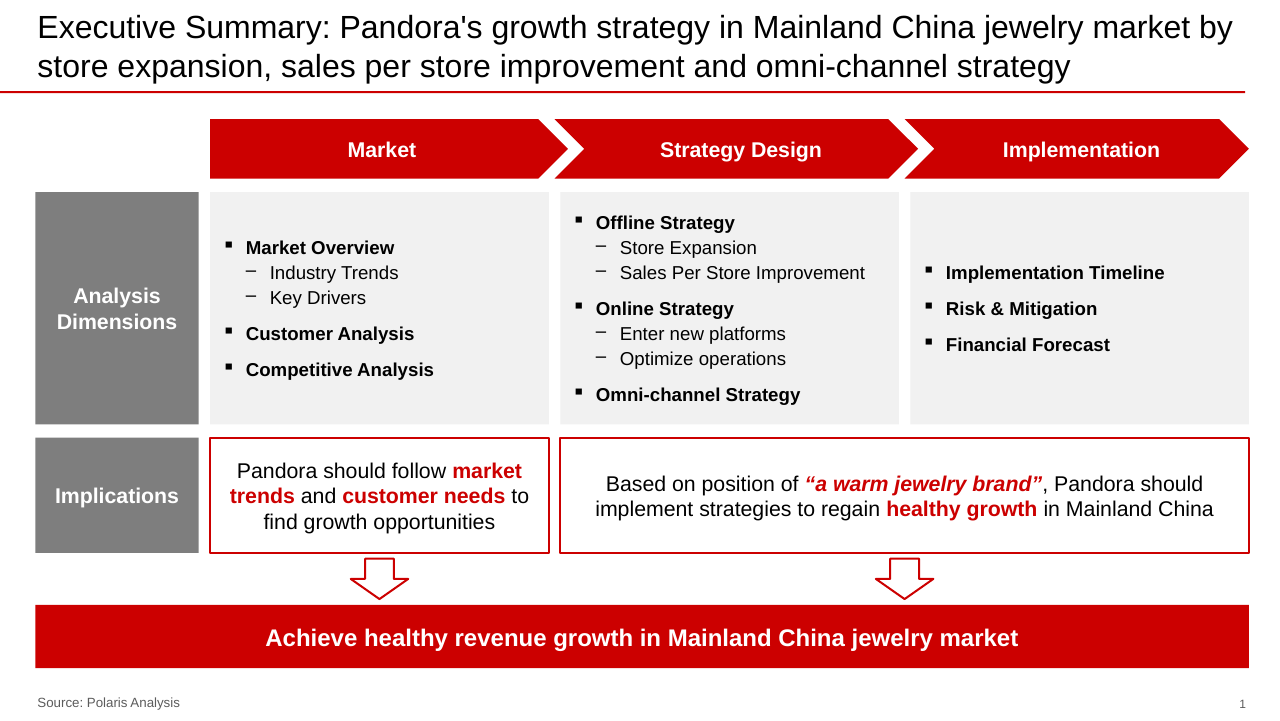 Executive Summary: Pandora's growth strategy in Mainland China jewelry market by
store expansion, sales per store improvement and omni-channel strategy
Market
Strategy Design
Implementation
Analysis
Dimensions
▪ Market Overview
– Industry Trends
– Key Drivers
▪ Customer Analysis
▪ Competitive Analysis
▪ Offline Strategy
– Store Expansion
– Sales Per Store Improvement
▪ Online Strategy
– Enter new platforms
– Optimize operations
▪ Omni-channel Strategy
▪ Implementation Timeline
▪ Risk & Mitigation
▪ Financial Forecast
Implications
Pandora should follow market
trends and customer needs to
find growth opportunities
Based on position of “a warm jewelry brand”, Pandora should
implement strategies to regain healthy growth in Mainland China
Achieve healthy revenue growth in Mainland China jewelry market
Source: Polaris Analysis
1